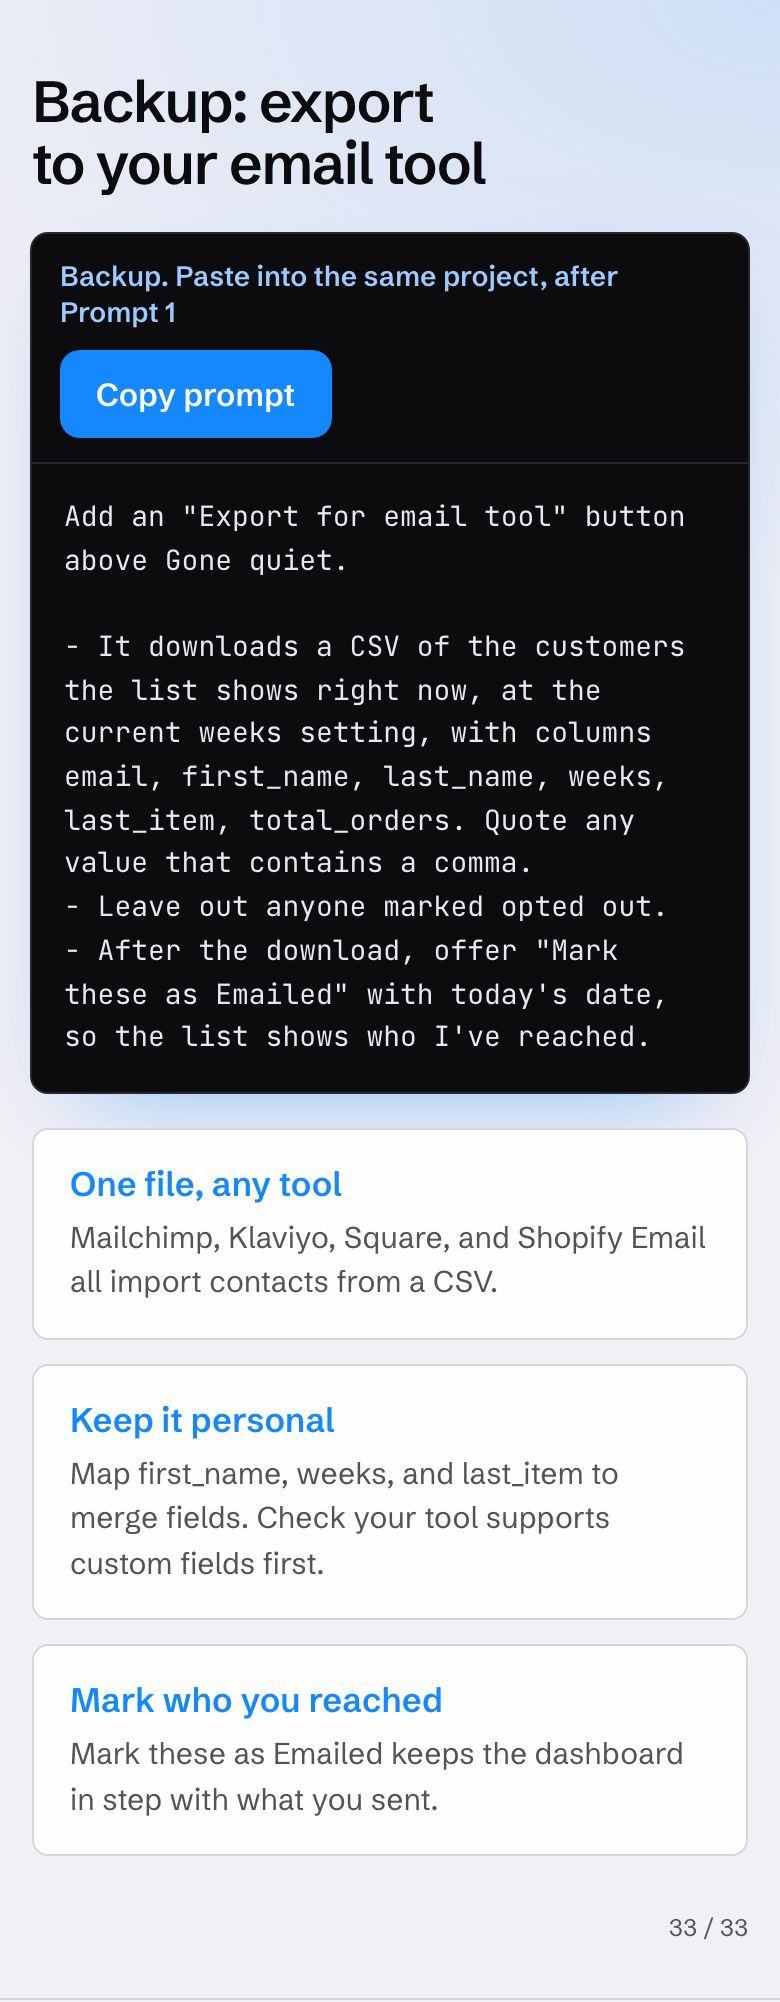 Backup: export
to your email tool
Backup. Paste into the same project, after
Prompt 1
Copy prompt
Add an "Export for email tool" button
above Gone quiet.
- It downloads a CSV of the customers
the list shows right now, at the
current weeks setting, with columns
email, first_name, last_name, weeks,
last_item, total_orders. Quote any
value that contains a comma.
- Leave out anyone marked opted out.
- After the download, offer "Mark
these as Emailed" with today's date,
so the list shows who I've reached.
One file, any tool
Mailchimp, Klaviyo, Square, and Shopify Email
all import contacts from a CSV.
Keep it personal
Map first_name, weeks, and last_item to
merge fields. Check your tool supports
custom fields first.
Mark who you reached
Mark these as Emailed keeps the dashboard
in step with what you sent.
33 / 33